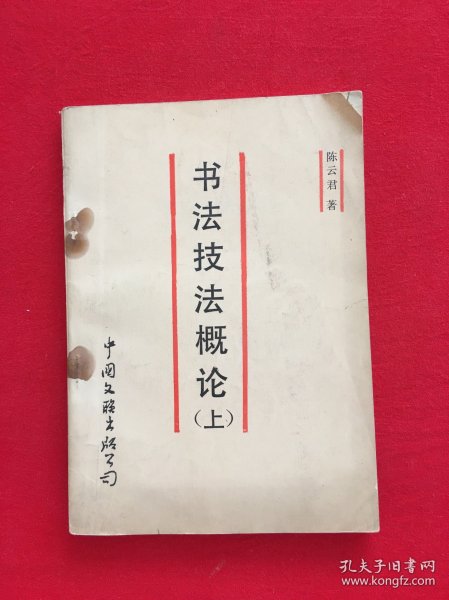 陈云君 著
书法技法概论(上)
中国文联出版公司
孔夫子旧书网
www.kongfz.com